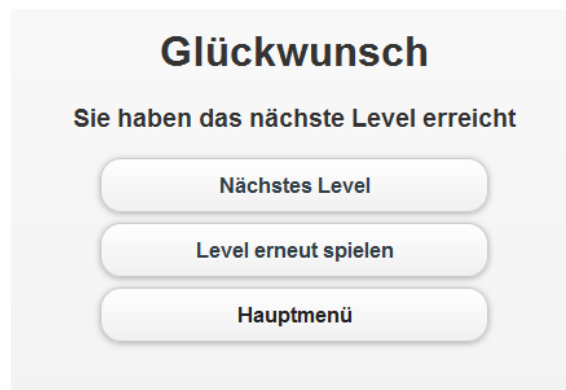 Glückwunsch
Sie haben das nächste Level erreicht
Nächstes Level
Level erneut spielen
Hauptmenü